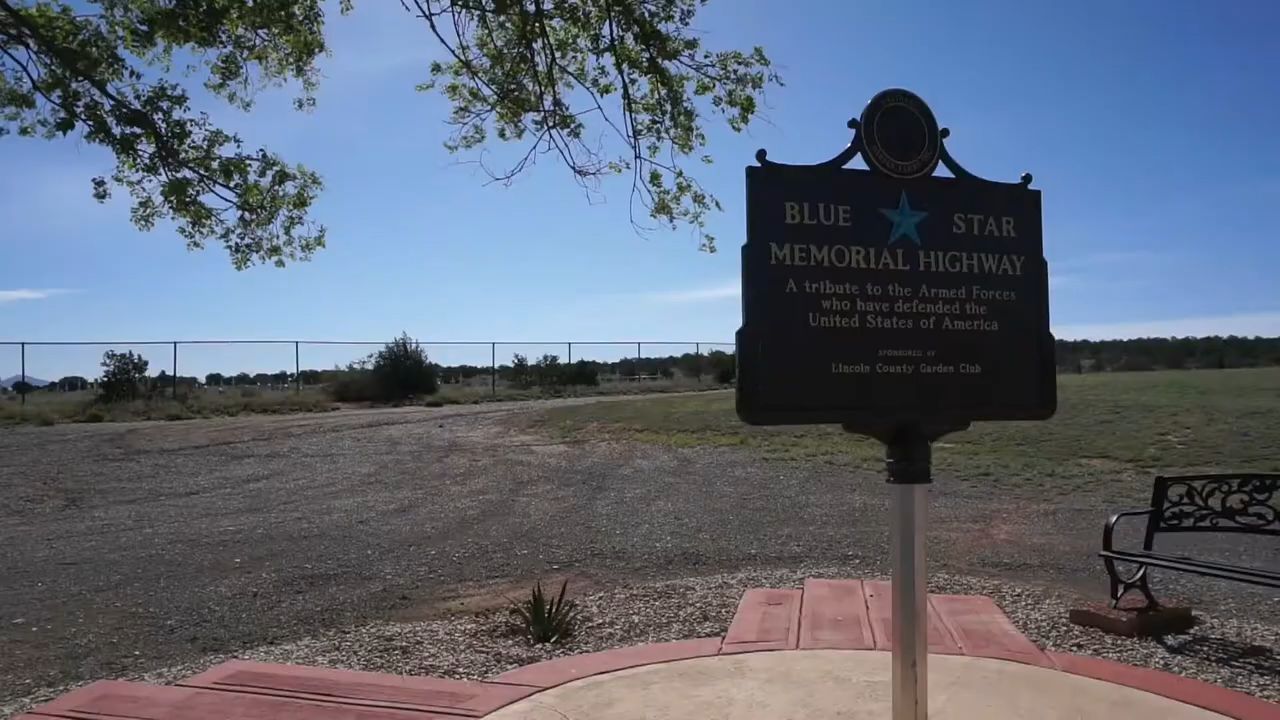 BLUE STAR
MEMORIAL HIGHWAY
A tribute to the Armed Forces
who have defended the
United States of America
SPONSORED BY
Lincoln County Garden Club